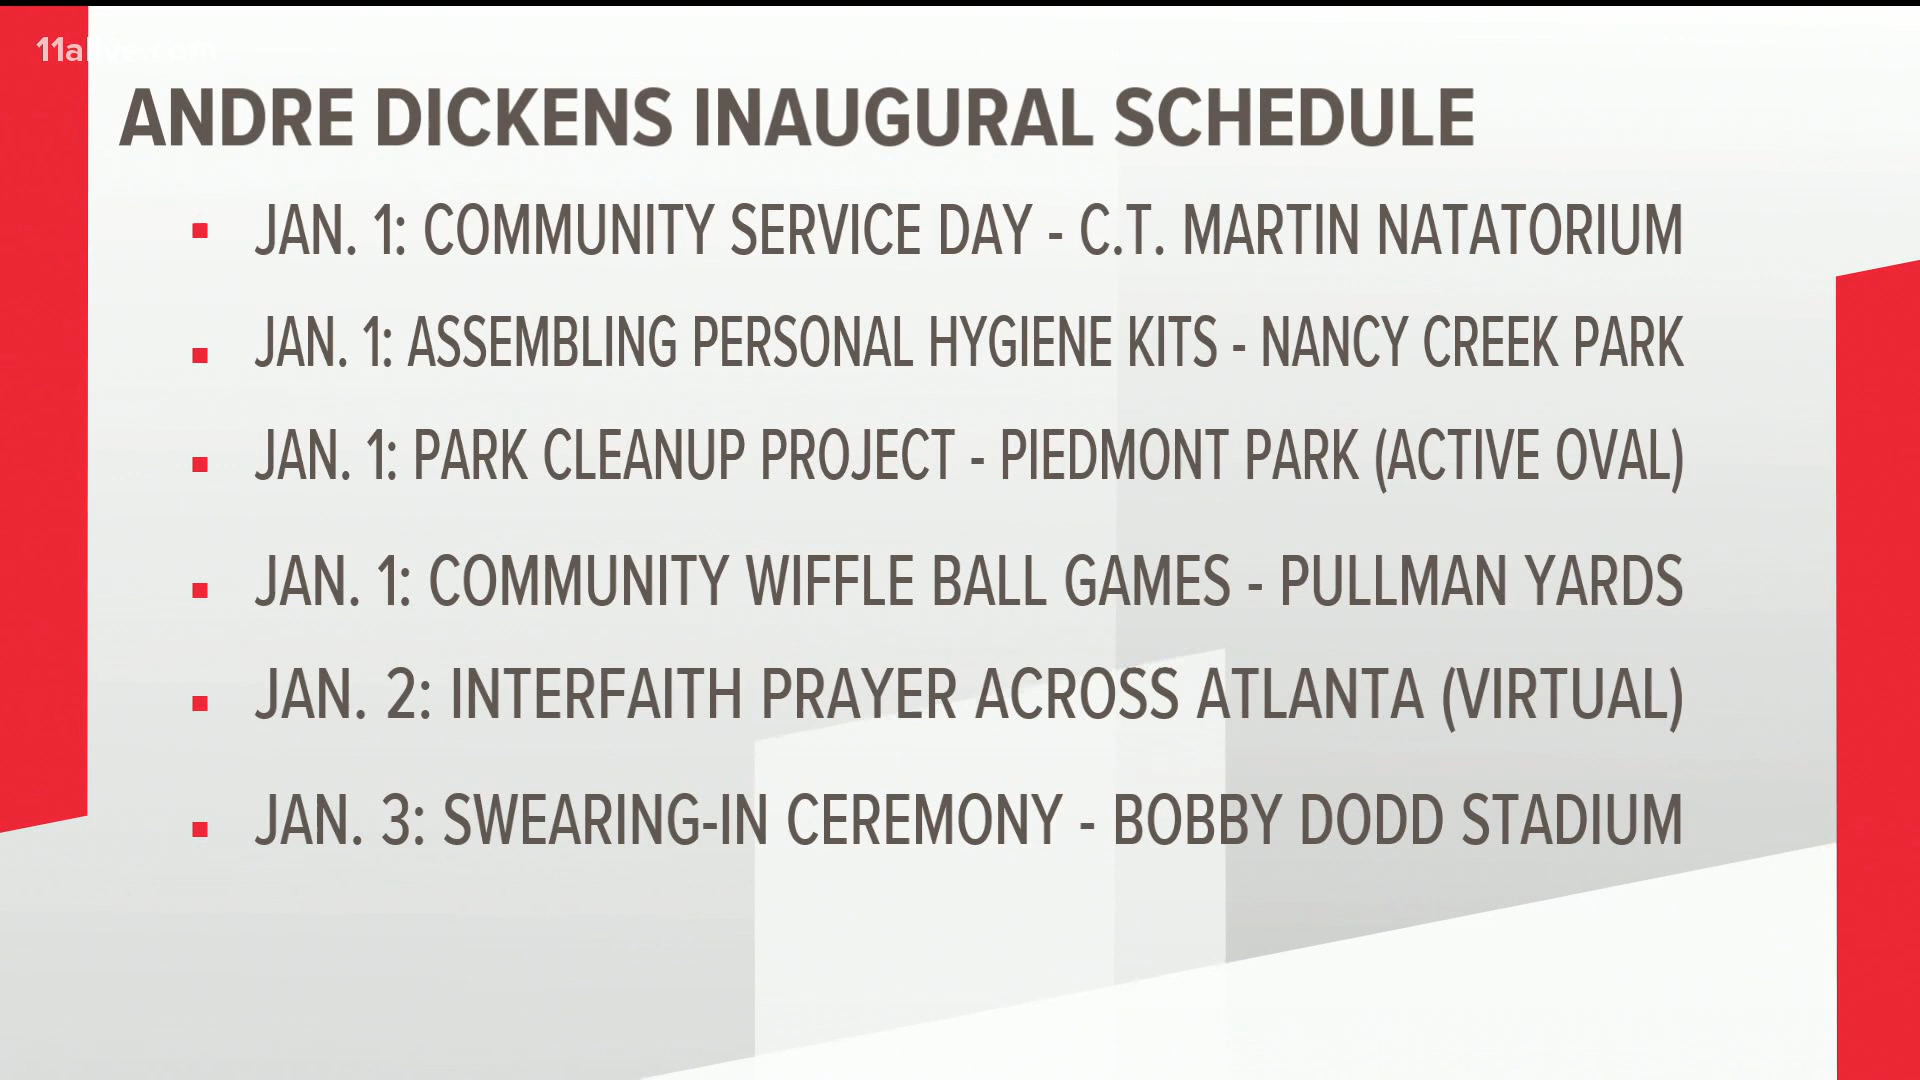 11alive.com
ANDRE DICKENS INAUGURAL SCHEDULE
JAN. 1: COMMUNITY SERVICE DAY - C.T. MARTIN NATATORIUM
JAN. 1: ASSEMBLING PERSONAL HYGIENE KITS - NANCY CREEK PARK
JAN. 1: PARK CLEANUP PROJECT - PIEDMONT PARK (ACTIVE OVAL)
JAN. 1: COMMUNITY WIFFLE BALL GAMES - PULLMAN YARDS
JAN. 2: INTERFAITH PRAYER ACROSS ATLANTA (VIRTUAL)
JAN. 3: SWEARING-IN CEREMONY - BOBBY DODD STADIUM